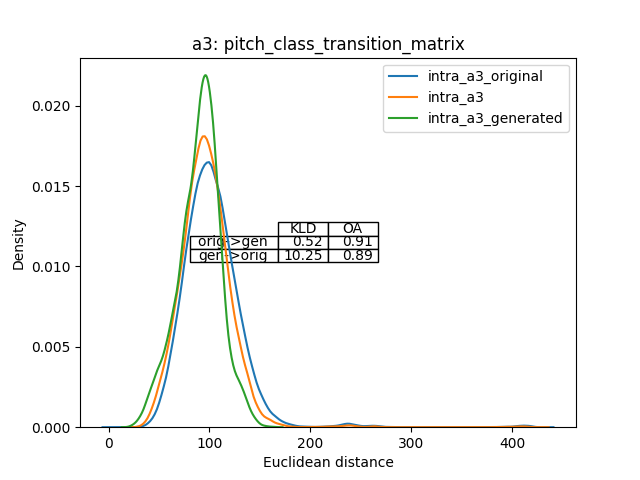 a3: pitch_class_transition_matrix
intra_a3_original
intra_a3
intra_a3_generated
0.020
0.015
0.010
0.005
0.000
Density
KLD OA
orig->gen 0.52 0.91
gen->orig 10.25 0.89
0 100 200 300 400
Euclidean distance